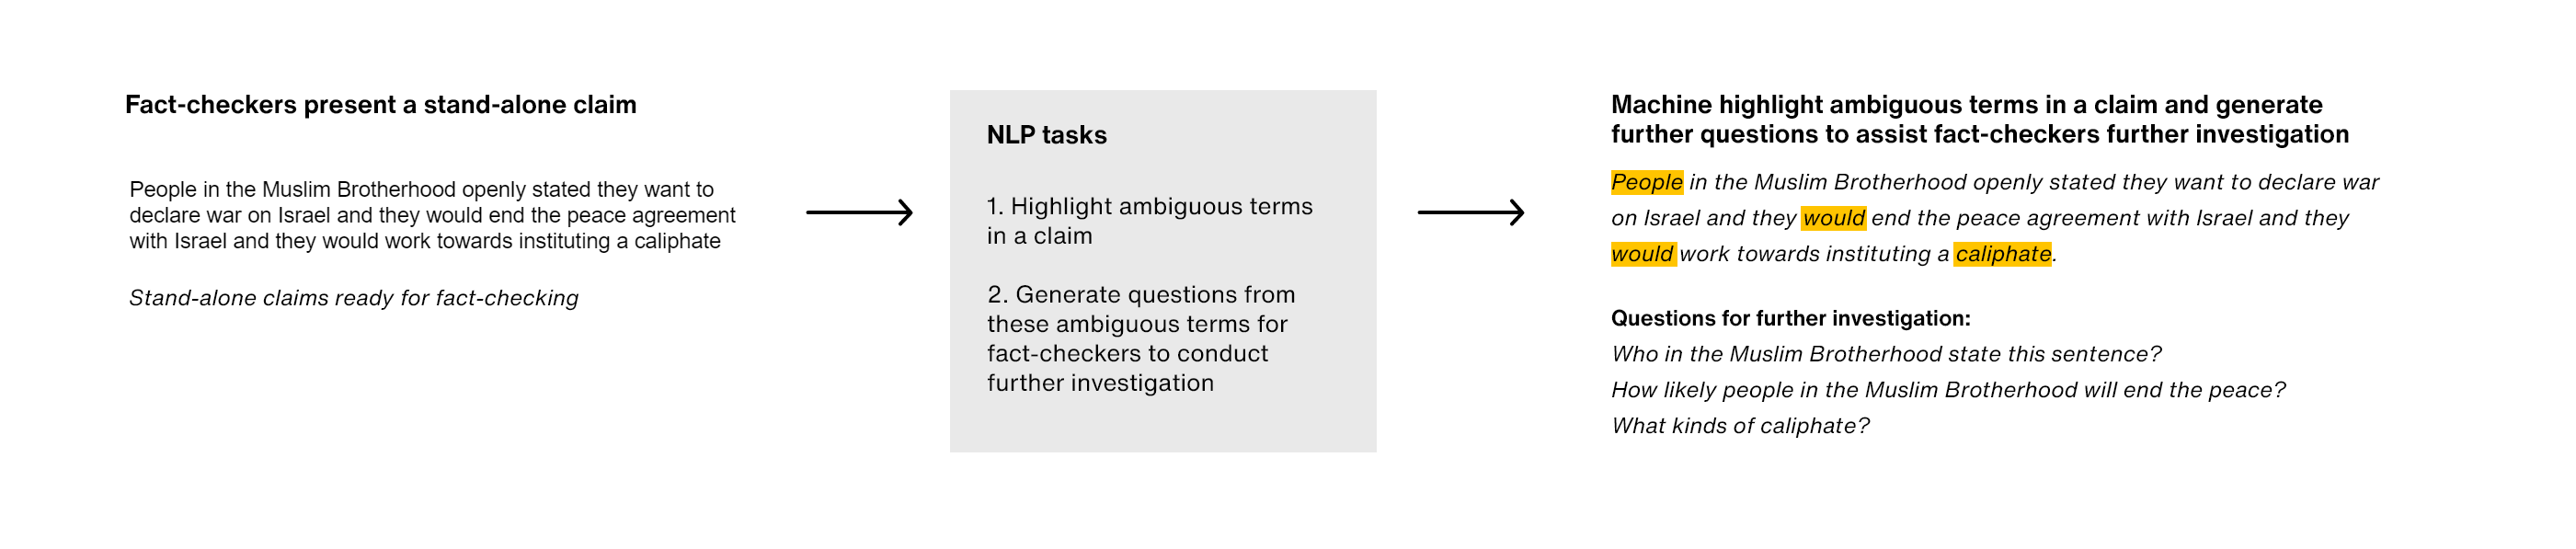 Fact-checkers present a stand-alone claim
People in the Muslim Brotherhood openly stated they want to
declare war on Israel and they would end the peace agreement
with Israel and they would work towards instituting a caliphate
Stand-alone claims ready for fact-checking
NLP tasks
1. Highlight ambiguous terms
in a claim
2. Generate questions from
these ambiguous terms for
fact-checkers to conduct
further investigation
Machine highlight ambiguous terms in a claim and generate
further questions to assist fact-checkers further investigation
People in the Muslim Brotherhood openly stated they want to declare war
on Israel and they would end the peace agreement with Israel and they
would work towards instituting a caliphate.
Questions for further investigation:
Who in the Muslim Brotherhood state this sentence?
How likely people in the Muslim Brotherhood will end the peace?
What kinds of caliphate?